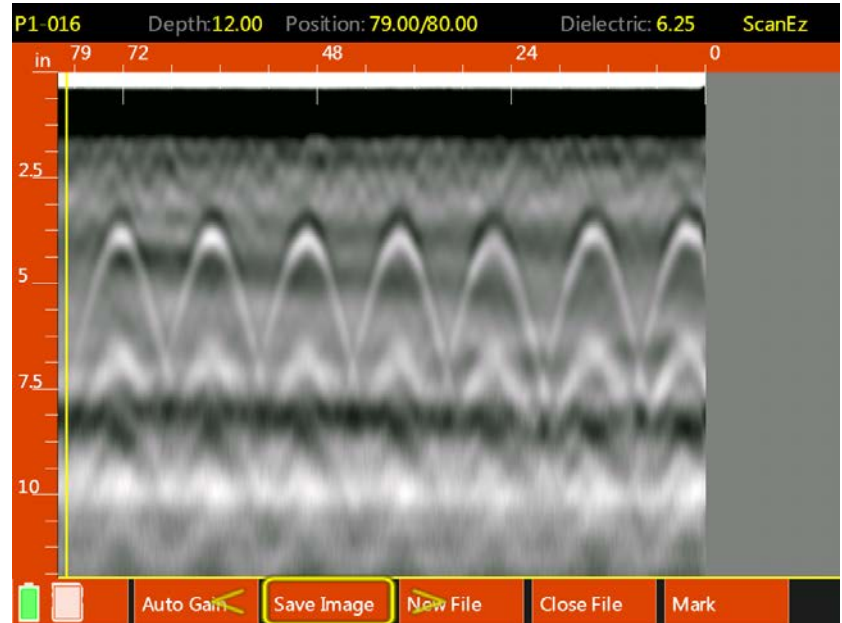 P1-016 Depth:12.00 Position: 79.00/80.00 Dielectric: 6.25 ScanEz
in 79 72 48 24 0
2.5
5
7.5
10
Auto Gain < Save Image > New File Close File Mark